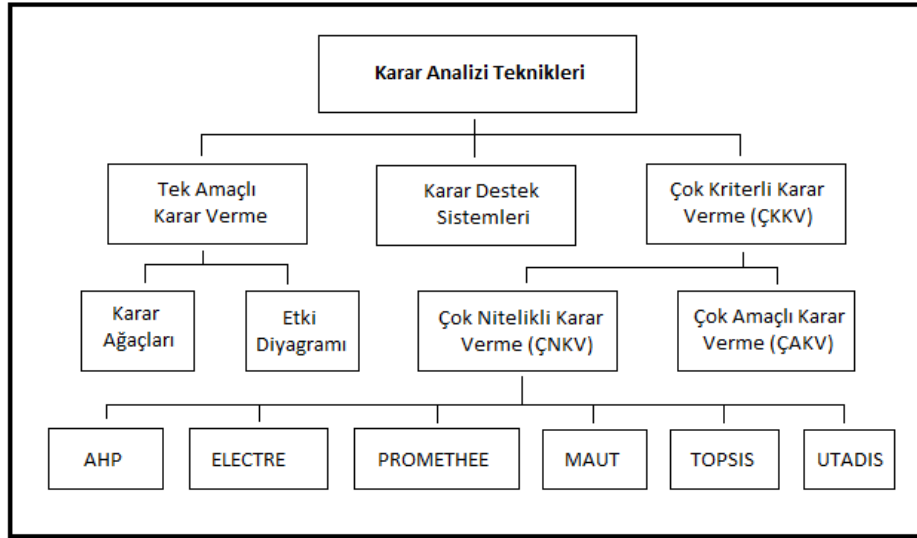 Karar Analizi Teknikleri
Tek Amaçlı
Karar Verme
Karar Destek
Sistemleri
Çok Kriterli Karar
Verme (ÇKKV)
Karar
Ağaçları
Etki
Diyagramı
Çok Nitelikli Karar
Verme (ÇNKV)
Çok Amaçlı Karar
Verme (ÇAKV)
AHP
ELECTRE
PROMETHEE
MAUT
TOPSIS
UTADIS